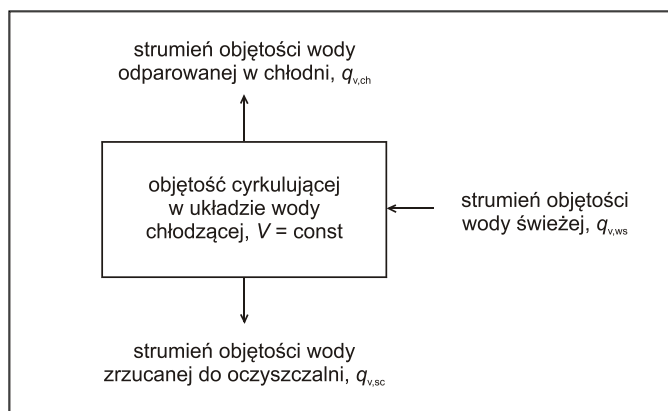 strumień objętości wody
odparowanej w chłodni, q_v,ch
objętość cyrkulującej
w układzie wody
chłodzącej, V = const
strumień objętości
wody świeżej, q_v,ws
strumień objętości wody
zrzucanej do oczyszczalni, q_v,sc